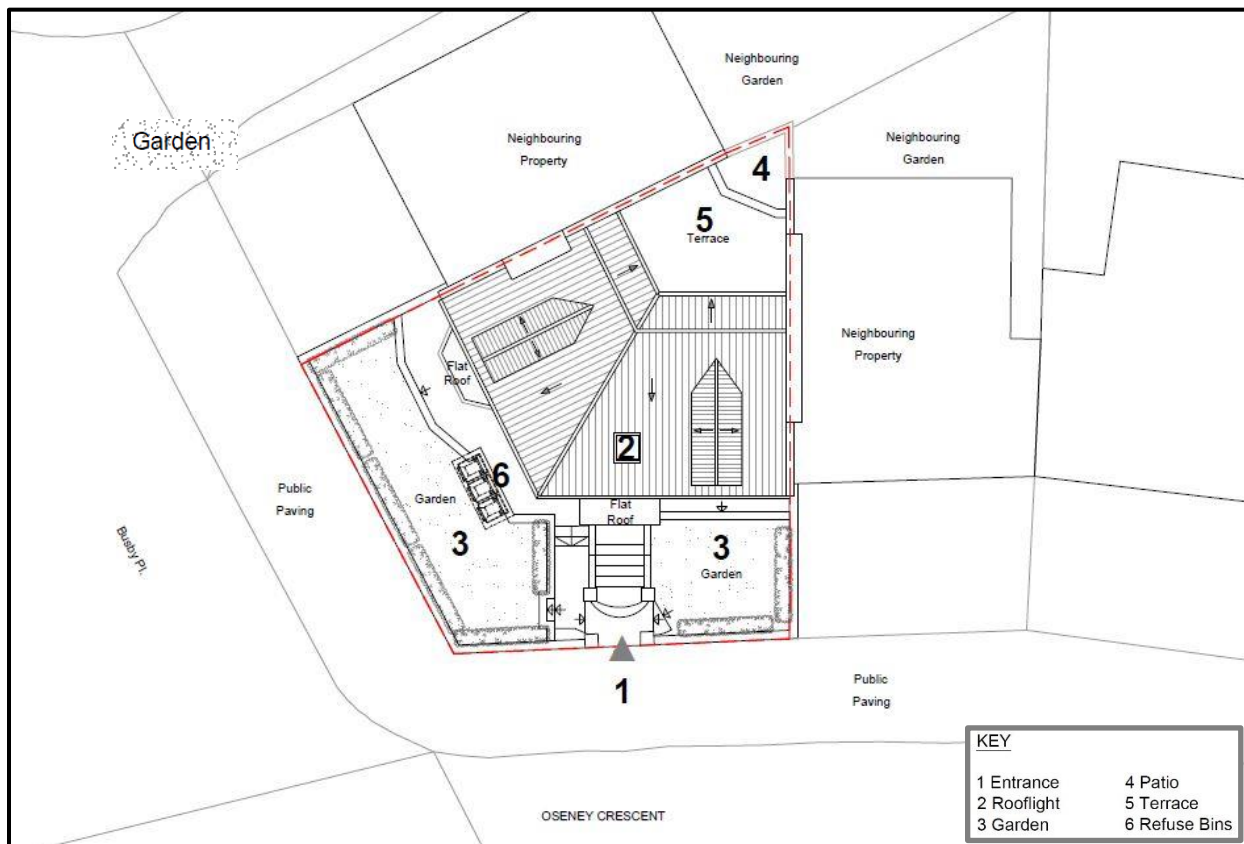 Neighbouring
Garden
Garden
Neighbouring
Property
Neighbouring
Garden
4
5
Terrace
Neighbouring
Property
Flat
Roof
2
6
Public
Paving
Garden
3
Flat
Roof
3
Garden
Busby Pl.
1
Public
Paving
OSENEY CRESCENT
KEY
1 Entrance
2 Rooflight
3 Garden
4 Patio
5 Terrace
6 Refuse Bins